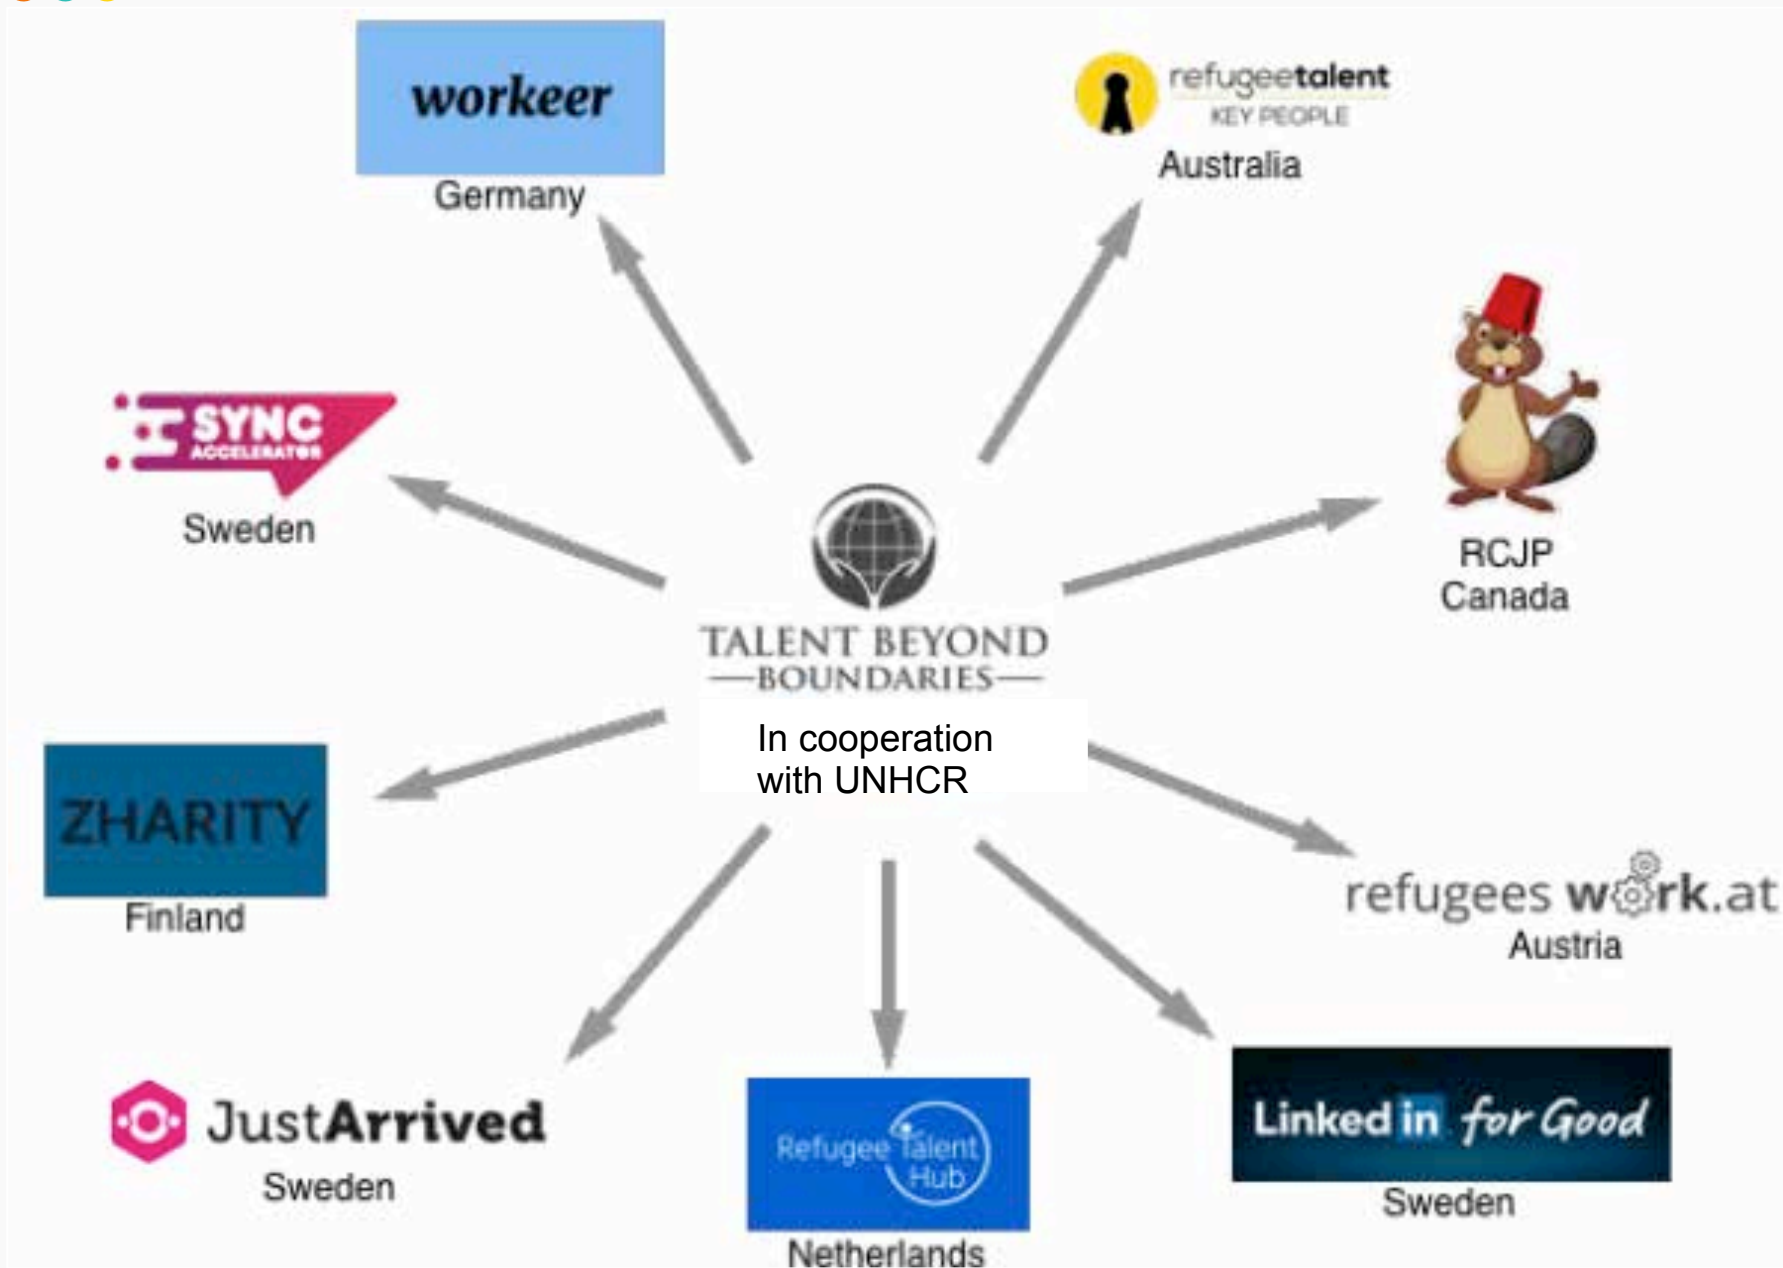 workeer
Germany
refugeetalent
KEY PEOPLE
Australia
SYNC
ACCELERATOR
Sweden
RCJP
Canada
TALENT BEYOND
BOUNDARIES
In cooperation
with UNHCR
ZHARITY
Finland
refugees work.at
Austria
JustArrived
Sweden
Refugee Talent
Hub
Netherlands
Linked in for Good
Sweden